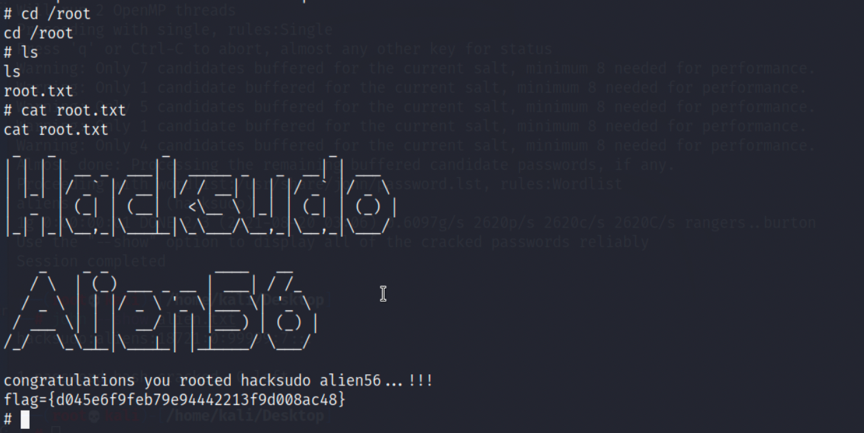 # cd /root
cd /root
# ls
ls
root.txt
# cat root.txt
cat root.txt
Hacksudo
Alien56
congratulations you rooted hacksudo alien56...!!!
flag={d045e6f9feb79e94442213f9d008ac48}
#